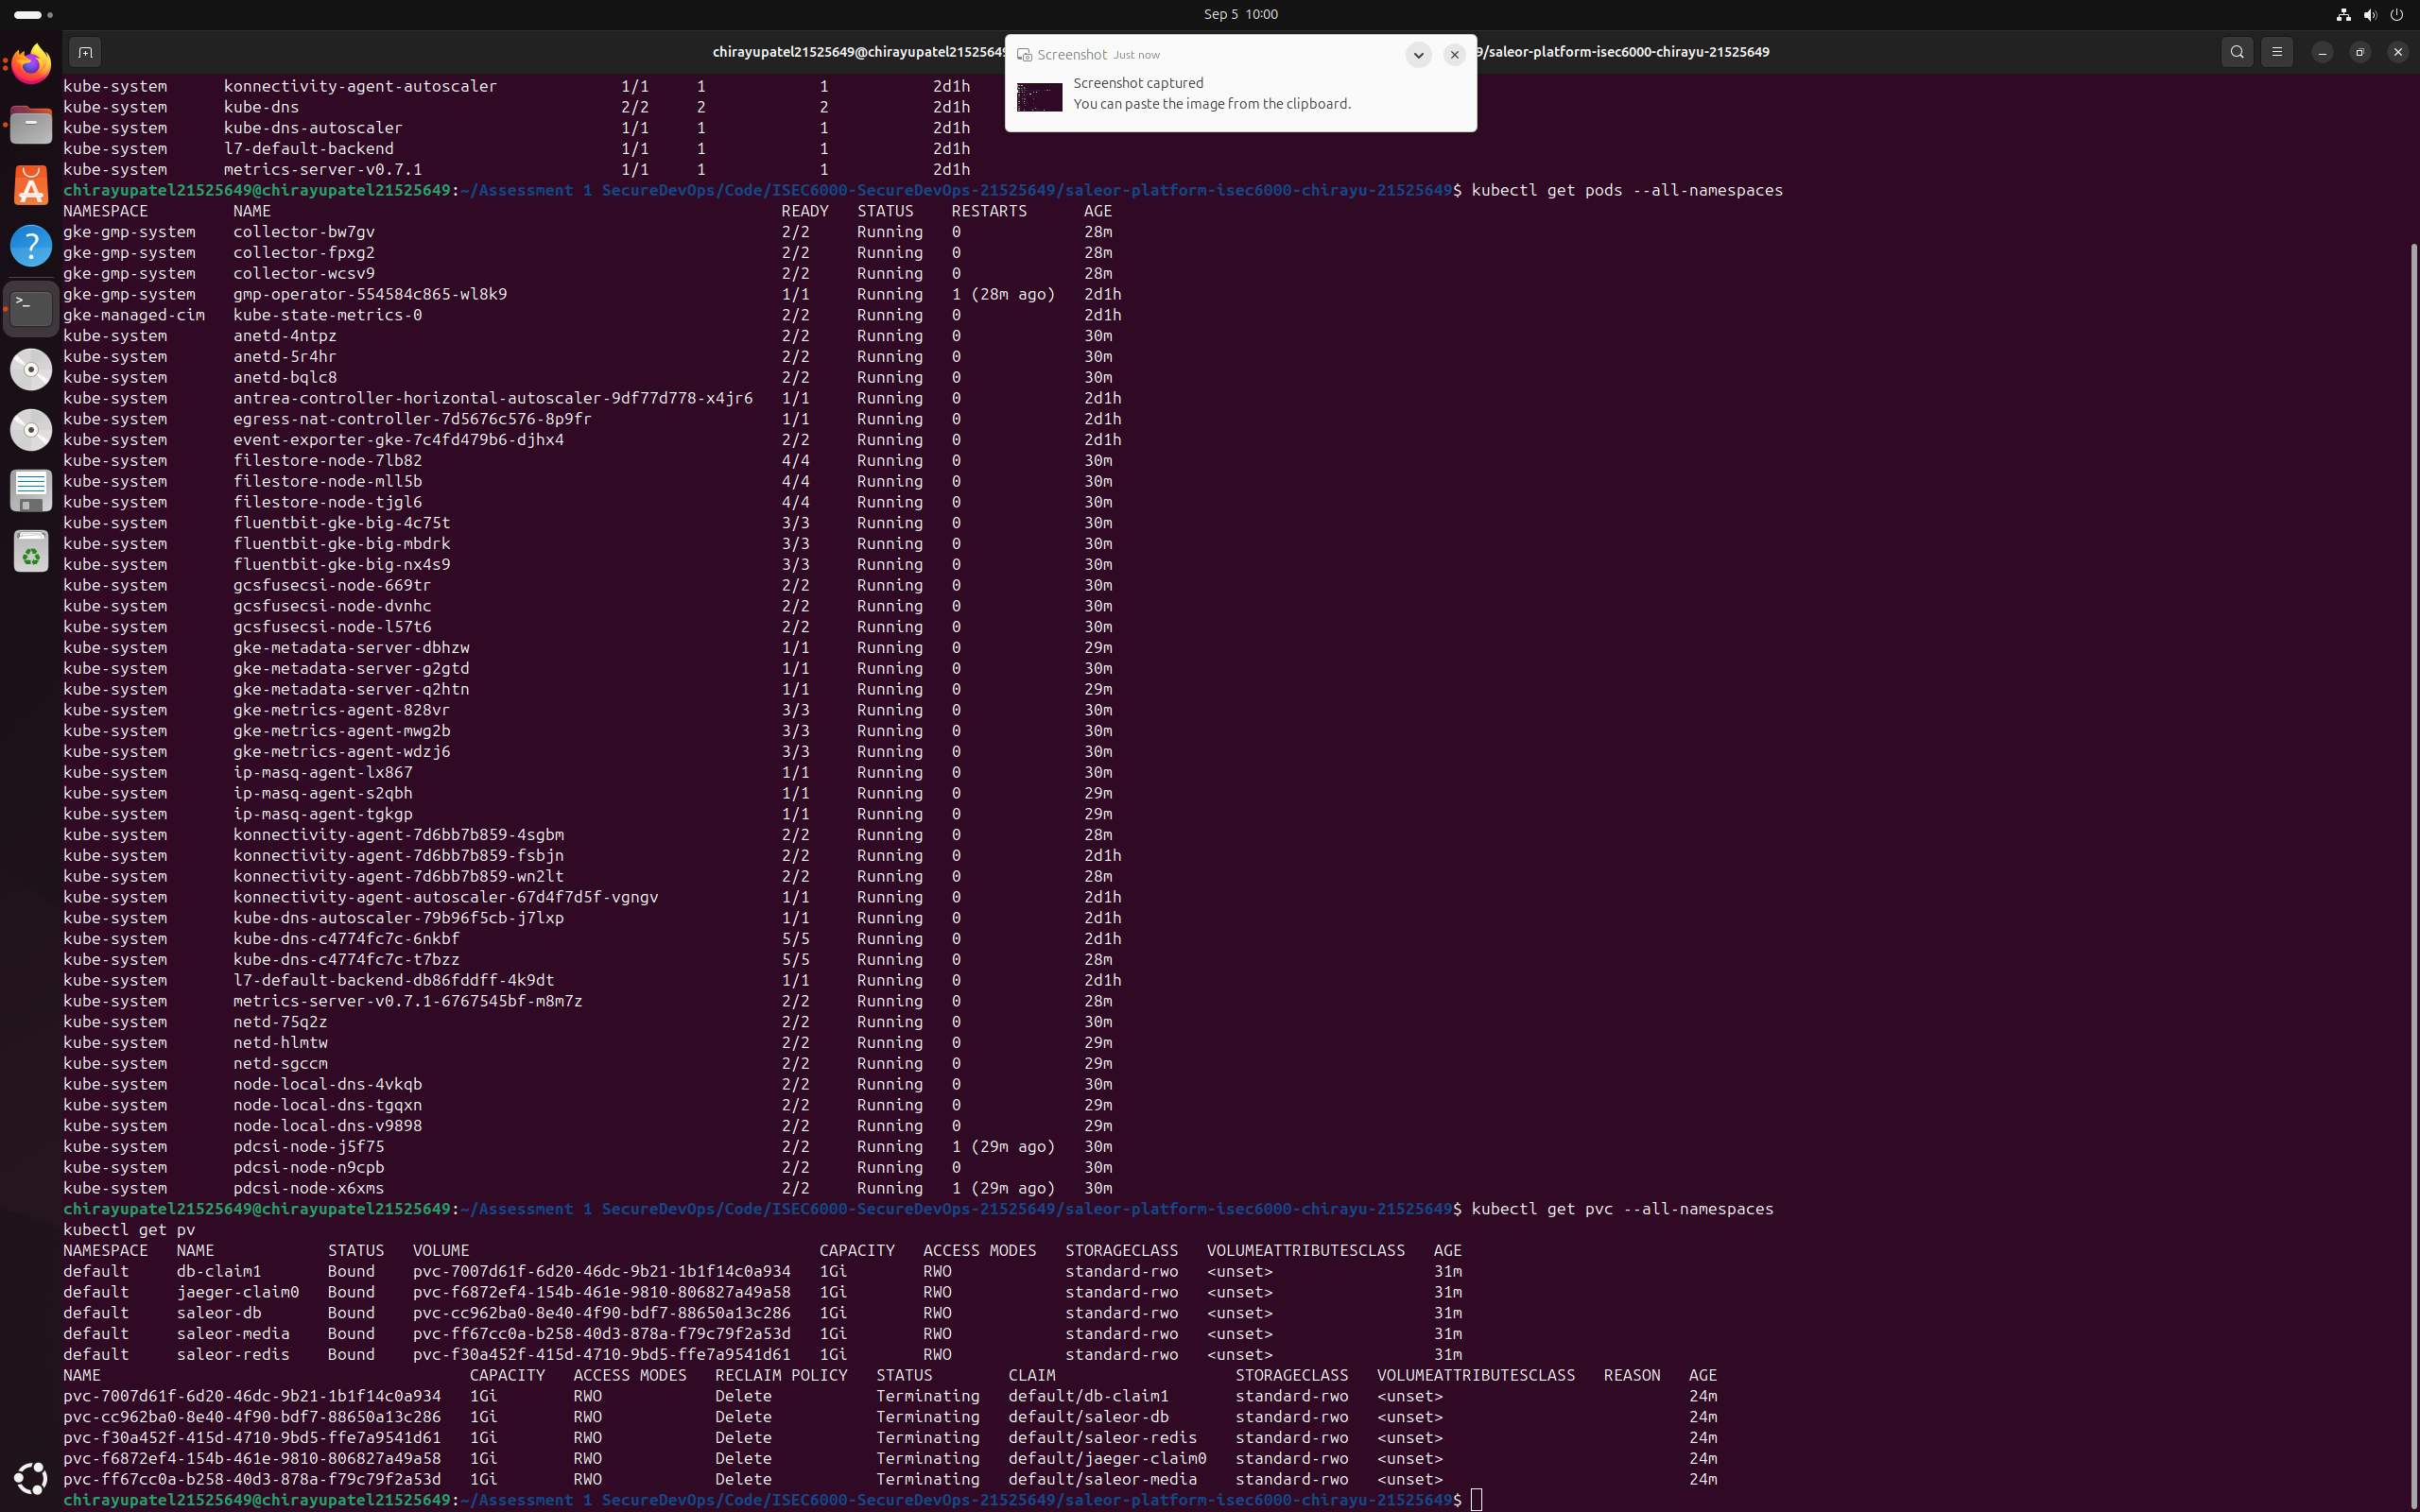 Sep 5 10:00
chirayupatel21525649@chirayupatel21525649
9/saleor-platform-isec6000-chirayu-21525649
Screenshot Just now
Screenshot captured
You can paste the image from the clipboard.
kube-system konnectivity-agent-autoscaler 1/1 1 1 2d1h
kube-system kube-dns 2/2 2 2 2d1h
kube-system kube-dns-autoscaler 1/1 1 1 2d1h
kube-system l7-default-backend 1/1 1 1 2d1h
kube-system metrics-server-v0.7.1 1/1 1 1 2d1h
chirayupatel21525649@chirayupatel21525649:~/Assessment 1 SecureDevOps/Code/ISEC6000-SecureDevOps-21525649/saleor-platform-isec6000-chirayu-21525649$ kubectl get pods --all-namespaces
NAMESPACE NAME READY STATUS RESTARTS AGE
gke-gmp-system collector-bw7gv 2/2 Running 0 28m
gke-gmp-system collector-fpxg2 2/2 Running 0 28m
gke-gmp-system collector-wcsv9 2/2 Running 0 28m
gke-gmp-system gmp-operator-554584c865-wl8k9 1/1 Running 1 (28m ago) 2d1h
gke-managed-cim kube-state-metrics-0 2/2 Running 0 2d1h
kube-system anetd-4ntpz 2/2 Running 0 30m
kube-system anetd-5r4hr 2/2 Running 0 30m
kube-system anetd-bqlc8 2/2 Running 0 30m
kube-system antrea-controller-horizontal-autoscaler-9df77d778-x4jr6 1/1 Running 0 2d1h
kube-system egress-nat-controller-7d5676c576-8p9fr 1/1 Running 0 2d1h
kube-system event-exporter-gke-7c4fd479b6-djhx4 2/2 Running 0 2d1h
kube-system filestore-node-7lb82 4/4 Running 0 30m
kube-system filestore-node-mll5b 4/4 Running 0 30m
kube-system filestore-node-tjgl6 4/4 Running 0 30m
kube-system fluentbit-gke-big-4c75t 3/3 Running 0 30m
kube-system fluentbit-gke-big-mbdrk 3/3 Running 0 30m
kube-system fluentbit-gke-big-nx4s9 3/3 Running 0 30m
kube-system gcsfusecsi-node-669tr 2/2 Running 0 30m
kube-system gcsfusecsi-node-dvnhc 2/2 Running 0 30m
kube-system gcsfusecsi-node-l57t6 2/2 Running 0 30m
kube-system gke-metadata-server-dbhzw 1/1 Running 0 29m
kube-system gke-metadata-server-g2gtd 1/1 Running 0 30m
kube-system gke-metadata-server-q2htn 1/1 Running 0 29m
kube-system gke-metrics-agent-828vr 3/3 Running 0 30m
kube-system gke-metrics-agent-mwg2b 3/3 Running 0 30m
kube-system gke-metrics-agent-wdzj6 3/3 Running 0 30m
kube-system ip-masq-agent-lx867 1/1 Running 0 30m
kube-system ip-masq-agent-s2qbh 1/1 Running 0 29m
kube-system ip-masq-agent-tgkgp 1/1 Running 0 29m
kube-system konnectivity-agent-7d6bb7b859-4sgbm 2/2 Running 0 28m
kube-system konnectivity-agent-7d6bb7b859-fsbjn 2/2 Running 0 2d1h
kube-system konnectivity-agent-7d6bb7b859-wn2lt 2/2 Running 0 28m
kube-system konnectivity-agent-autoscaler-67d4f7d5f-vgngv 1/1 Running 0 2d1h
kube-system kube-dns-autoscaler-79b96f5cb-j7lxp 1/1 Running 0 2d1h
kube-system kube-dns-c4774fc7c-6nkbf 5/5 Running 0 2d1h
kube-system kube-dns-c4774fc7c-t7bzz 5/5 Running 0 28m
kube-system l7-default-backend-db86fddff-4k9dt 1/1 Running 0 2d1h
kube-system metrics-server-v0.7.1-6767545bf-m8m7z 2/2 Running 0 28m
kube-system netd-75q2z 2/2 Running 0 30m
kube-system netd-hlmtw 2/2 Running 0 29m
kube-system netd-sgccm 2/2 Running 0 29m
kube-system node-local-dns-4vkqb 2/2 Running 0 30m
kube-system node-local-dns-tgqxn 2/2 Running 0 29m
kube-system node-local-dns-v9898 2/2 Running 0 29m
kube-system pdcsi-node-j5f75 2/2 Running 1 (29m ago) 30m
kube-system pdcsi-node-n9cpb 2/2 Running 0 30m
kube-system pdcsi-node-x6xms 2/2 Running 1 (29m ago) 30m
chirayupatel21525649@chirayupatel21525649:~/Assessment 1 SecureDevOps/Code/ISEC6000-SecureDevOps-21525649/saleor-platform-isec6000-chirayu-21525649$ kubectl get pvc --all-namespaces
kubectl get pv
NAMESPACE NAME STATUS VOLUME CAPACITY ACCESS MODES STORAGECLASS VOLUMEATTRIBUTESCLASS AGE
default db-claim1 Bound pvc-7007d61f-6d20-46dc-9b21-1b1f14c0a934 1Gi RWO standard-rwo <unset> 31m
default jaeger-claim0 Bound pvc-f6872ef4-154b-461e-9810-806827a49a58 1Gi RWO standard-rwo <unset> 31m
default saleor-db Bound pvc-cc962ba0-8e40-4f90-bdf7-88650a13c286 1Gi RWO standard-rwo <unset> 31m
default saleor-media Bound pvc-ff67cc0a-b258-40d3-878a-f79c79f2a53d 1Gi RWO standard-rwo <unset> 31m
default saleor-redis Bound pvc-f30a452f-415d-4710-9bd5-ffe7a9541d61 1Gi RWO standard-rwo <unset> 31m
NAME CAPACITY ACCESS MODES RECLAIM POLICY STATUS CLAIM STORAGECLASS VOLUMEATTRIBUTESCLASS REASON AGE
pvc-7007d61f-6d20-46dc-9b21-1b1f14c0a934 1Gi RWO Delete Terminating default/db-claim1 standard-rwo <unset> 24m
pvc-cc962ba0-8e40-4f90-bdf7-88650a13c286 1Gi RWO Delete Terminating default/saleor-db standard-rwo <unset> 24m
pvc-f30a452f-415d-4710-9bd5-ffe7a9541d61 1Gi RWO Delete Terminating default/saleor-redis standard-rwo <unset> 24m
pvc-f6872ef4-154b-461e-9810-806827a49a58 1Gi RWO Delete Terminating default/jaeger-claim0 standard-rwo <unset> 24m
pvc-ff67cc0a-b258-40d3-878a-f79c79f2a53d 1Gi RWO Delete Terminating default/saleor-media standard-rwo <unset> 24m
chirayupatel21525649@chirayupatel21525649:~/Assessment 1 SecureDevOps/Code/ISEC6000-SecureDevOps-21525649/saleor-platform-isec6000-chirayu-21525649$